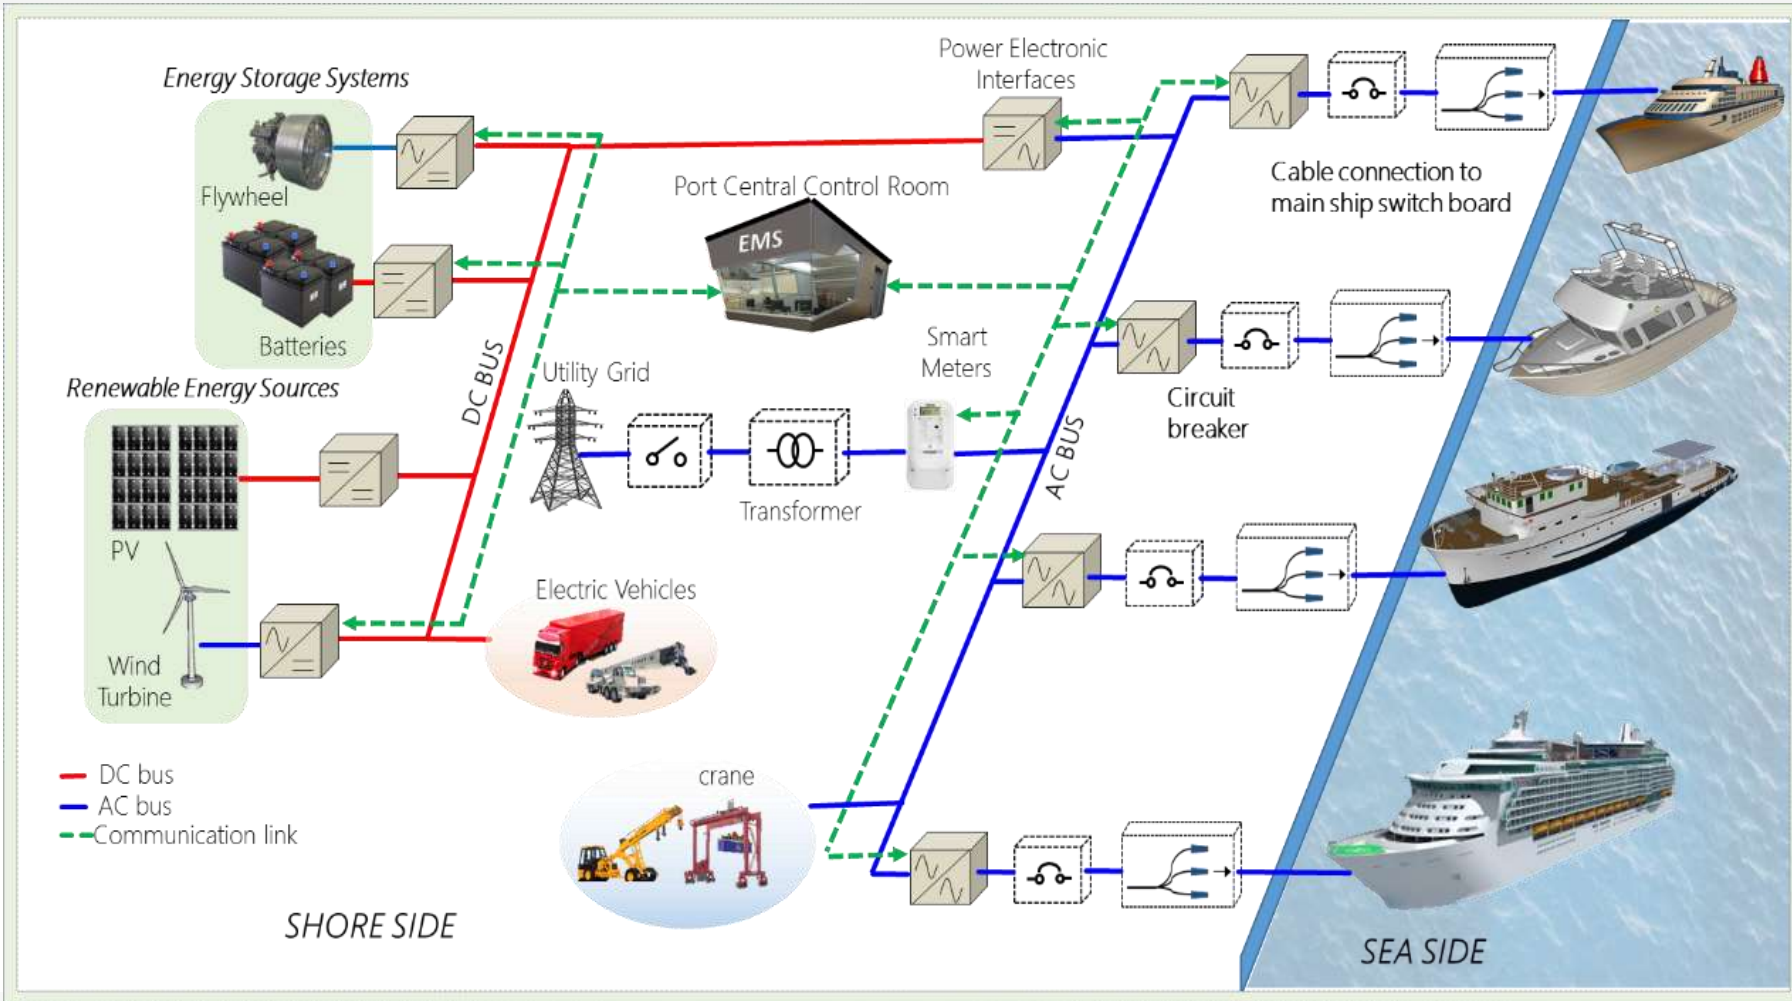 Energy Storage Systems
Flywheel
Batteries
Renewable Energy Sources
PV
Wind
Turbine
DC BUS
Power Electronic
Interfaces
Port Central Control Room
EMS
Utility Grid
Transformer
Smart
Meters
AC BUS
Electric Vehicles
crane
Cable connection to
main ship switch board
Circuit
breaker
DC bus
AC bus
Communication link
SHORE SIDE
SEA SIDE